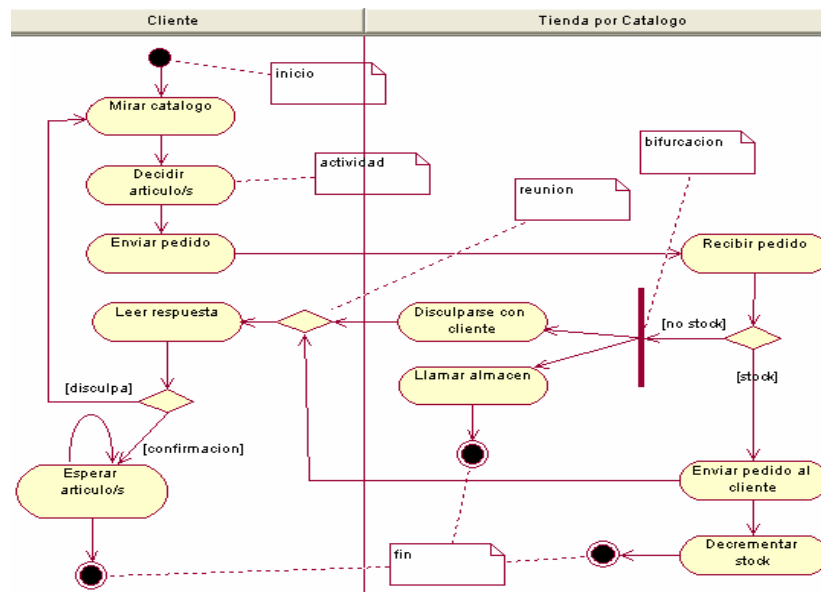 Cliente
Tienda por Catalogo
inicio
Mirar catalogo
bifurcacion
actividad
Decidir
articulo/s
reunion
Enviar pedido
Recibir pedido
Leer respuesta
Disculparse con
cliente
[no stock]
Llamar almacen
[stock]
[disculpa]
[confirmacion]
Esperar
articulo/s
Enviar pedido al
cliente
fin
Decrementar
stock